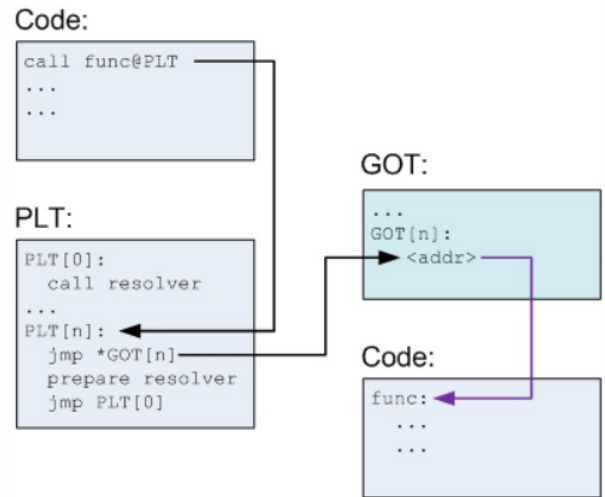 Code:
call func@PLT
...
...
PLT:
PLT[0]:
call resolver
...
PLT[n]:
jmp *GOT[n]
prepare resolver
jmp PLT[0]
GOT:
...
GOT[n]:
<addr>
Code:
func:
...
...